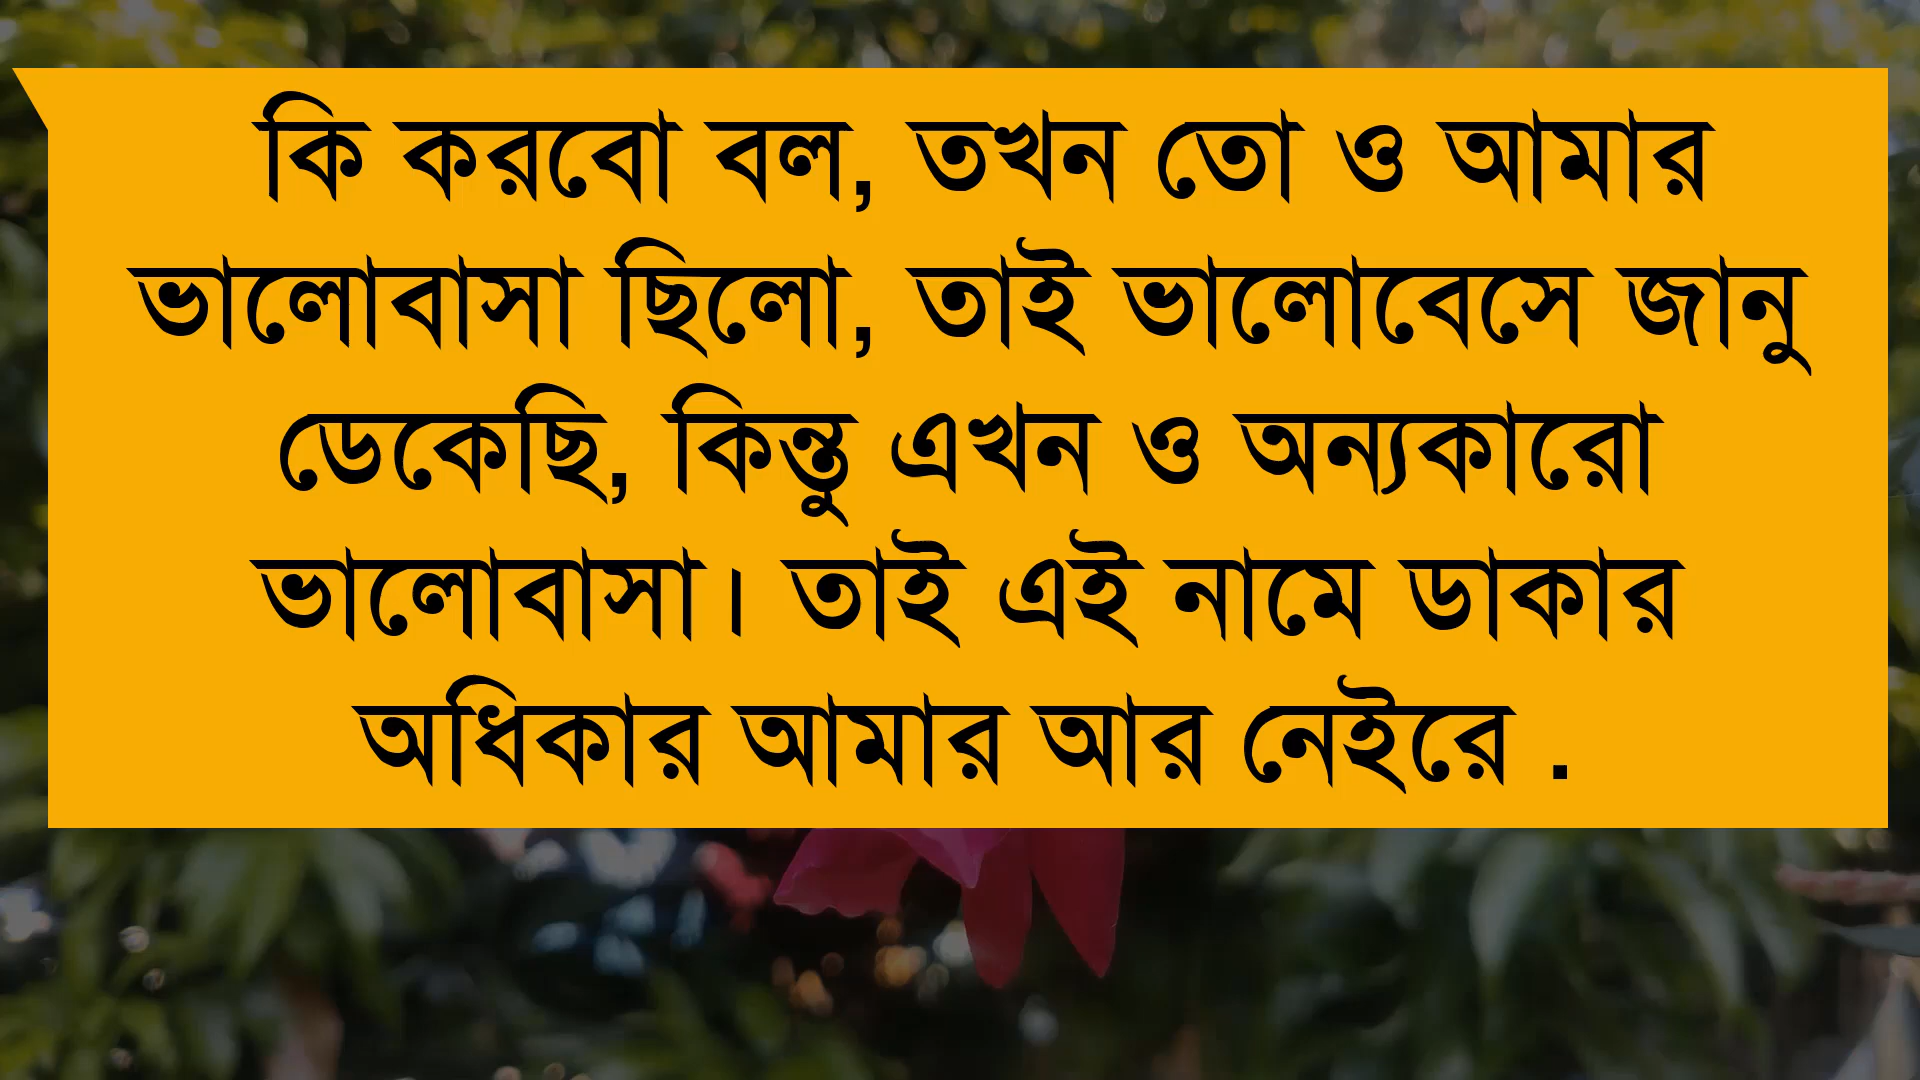 কি করবো বল, তখন তো ও আমার
ভালোবাসা ছিলো, তাই ভালোবেসে জানু
ডেকেছি, কিন্তু এখন ও অন্যকারো
ভালোবাসা। তাই এই নামে ডাকার
অধিকার আমার আর নেইরে .